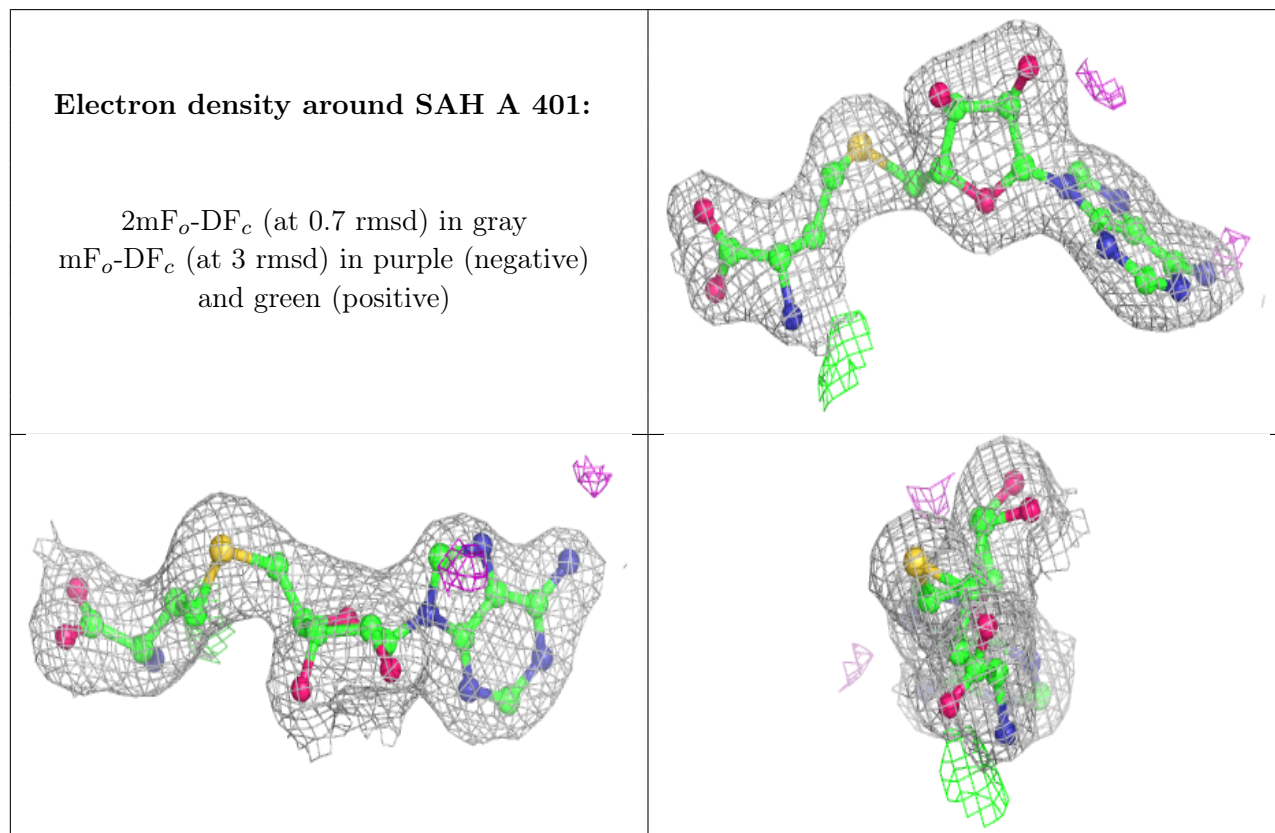 Electron density around SAH A 401:
2mFo-DFc (at 0.7 rmsd) in gray
mFo-DFc (at 3 rmsd) in purple (negative)
and green (positive)